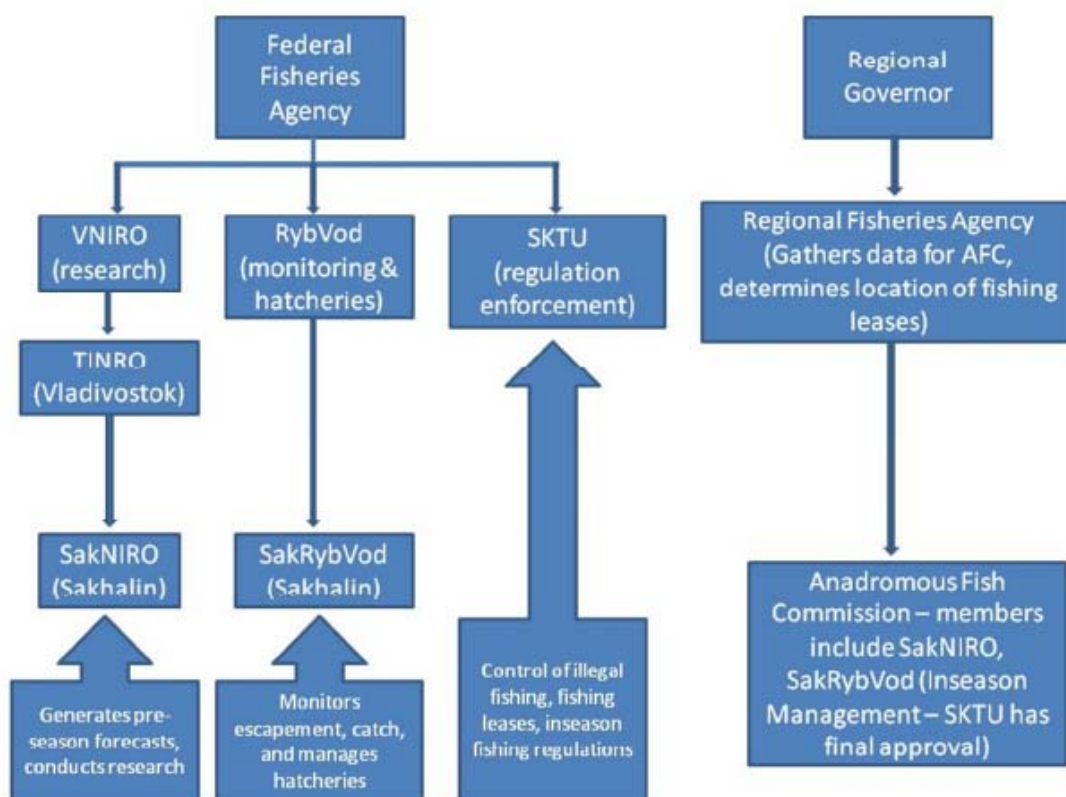 Federal
Fisheries
Agency
Regional
Governor
VNIRO
(research)
RybVod
(monitoring &
hatcheries)
SKTU
(regulation
enforcement)
Regional Fisheries Agency
(Gathers data for AFC,
determines location of fishing
leases)
TINRO
(Vladivostok)
SakNIRO
(Sakhalin)
SakRybVod
(Sakhalin)
Anadromous Fish
Commission – members
include SakNIRO,
SakRybVod (Inseason
Management – SKTU has
final approval)
Generates pre-
season forecasts,
conducts research
Monitors
escapement, catch,
and manages
hatcheries
Control of illegal
fishing, fishing
leases, inseason
fishing regulations